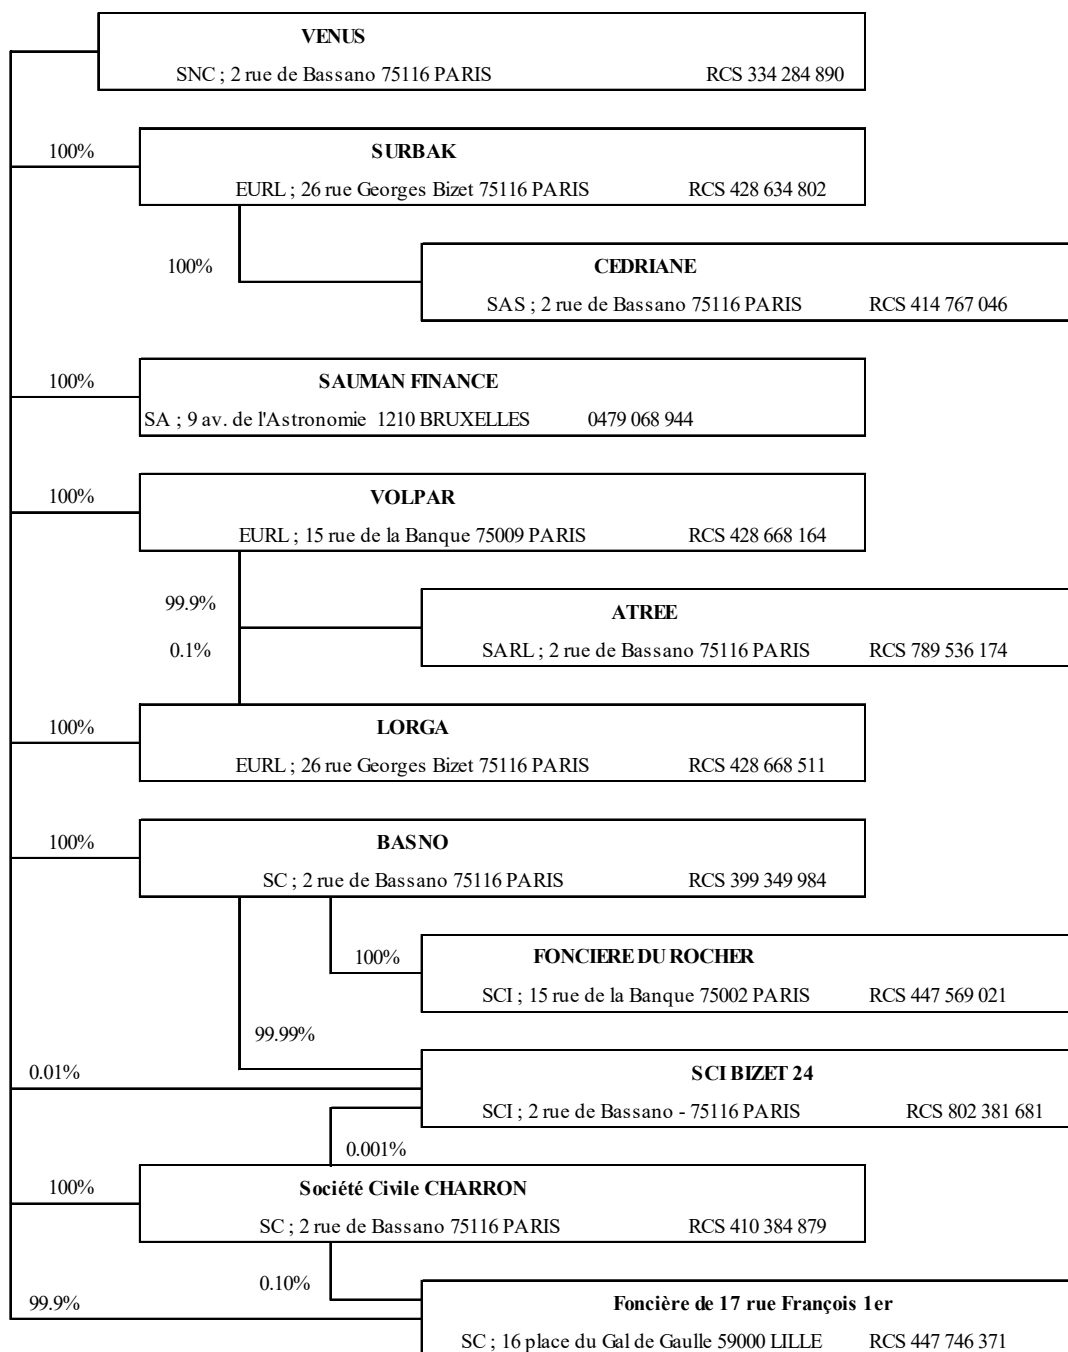 VENUS
SNC ; 2 rue de Bassano 75116 PARIS RCS 334 284 890
100%
SURBAK
EURL ; 26 rue Georges Bizet 75116 PARIS RCS 428 634 802
100%
CEDRIANE
SAS ; 2 rue de Bassano 75116 PARIS RCS 414 767 046
100%
SAUMAN FINANCE
SA ; 9 av. de l'Astronomie 1210 BRUXELLES 0479 068 944
100%
VOLPAR
EURL ; 15 rue de la Banque 75009 PARIS RCS 428 668 164
99.9%
ATREE
0.1%
SARL ; 2 rue de Bassano 75116 PARIS RCS 789 536 174
100%
LORGA
EURL ; 26 rue Georges Bizet 75116 PARIS RCS 428 668 511
100%
BASNO
SC ; 2 rue de Bassano 75116 PARIS RCS 399 349 984
100%
FONCIERE DU ROCHER
SCI ; 15 rue de la Banque 75002 PARIS RCS 447 569 021
99.99%
0.01%
SCI BIZET 24
SCI ; 2 rue de Bassano - 75116 PARIS RCS 802 381 681
0.001%
100%
Société Civile CHARRON
SC ; 2 rue de Bassano 75116 PARIS RCS 410 384 879
0.10%
99.9%
Foncière de 17 rue François 1er
SC ; 16 place du Gal de Gaulle 59000 LILLE RCS 447 746 371